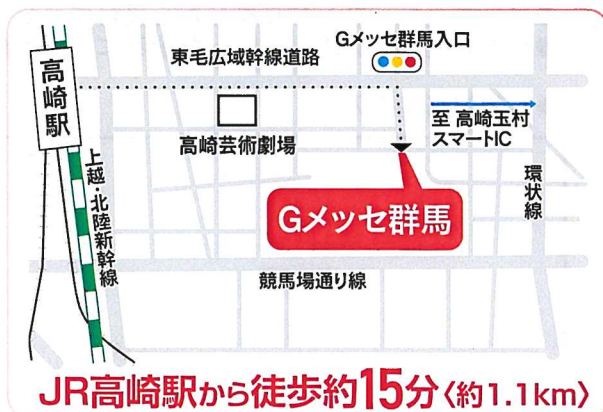 Gメッセ群馬入口
東毛広域幹線道路
高崎駅
高崎芸術劇場
至 高崎玉村
スマートIC
上越・北陸新幹線
環状線
Gメッセ群馬
競馬場通り線
JR高崎駅から徒歩約15分〈約1.1km〉